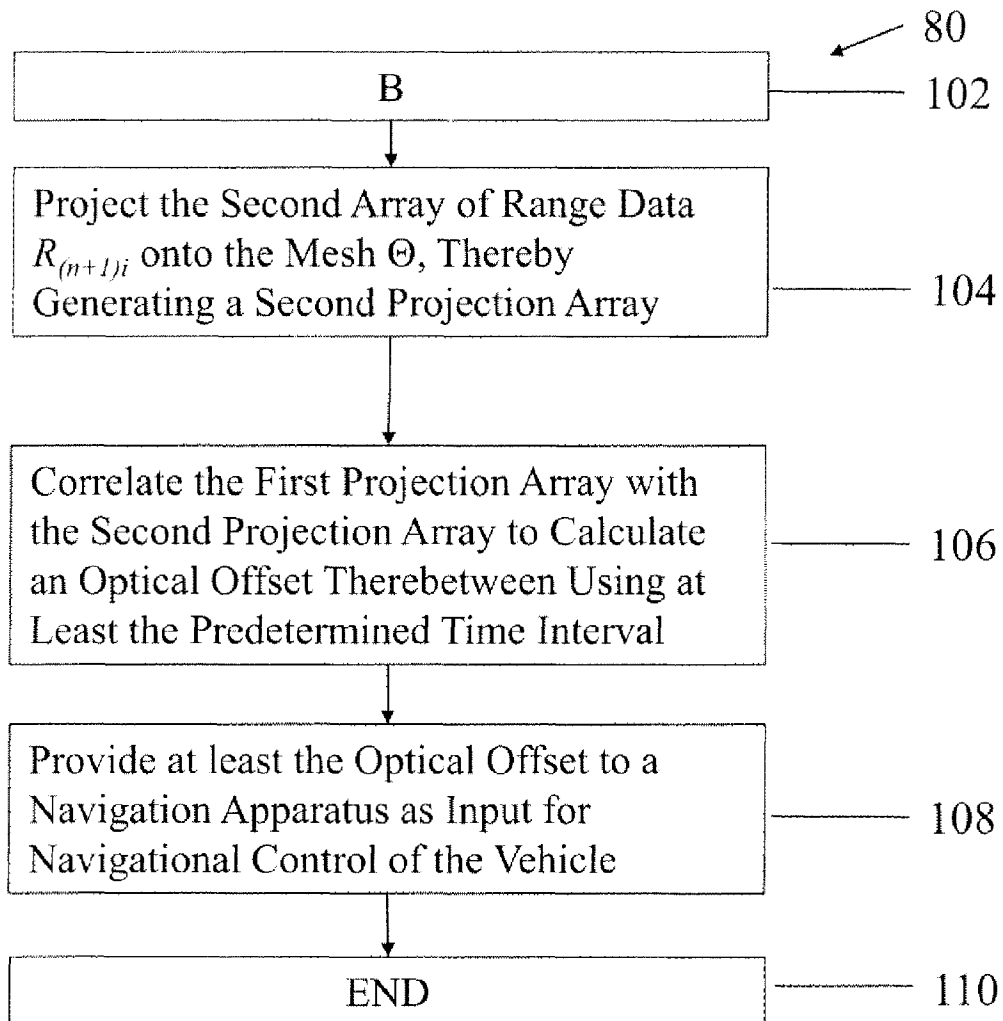 80
B
102
Project the Second Array of Range Data
R(n+1)i onto the Mesh Θ, Thereby
Generating a Second Projection Array
104
Correlate the First Projection Array with
the Second Projection Array to Calculate
an Optical Offset Therebetween Using at
Least the Predetermined Time Interval
106
Provide at least the Optical Offset to a
Navigation Apparatus as Input for
Navigational Control of the Vehicle
108
END
110